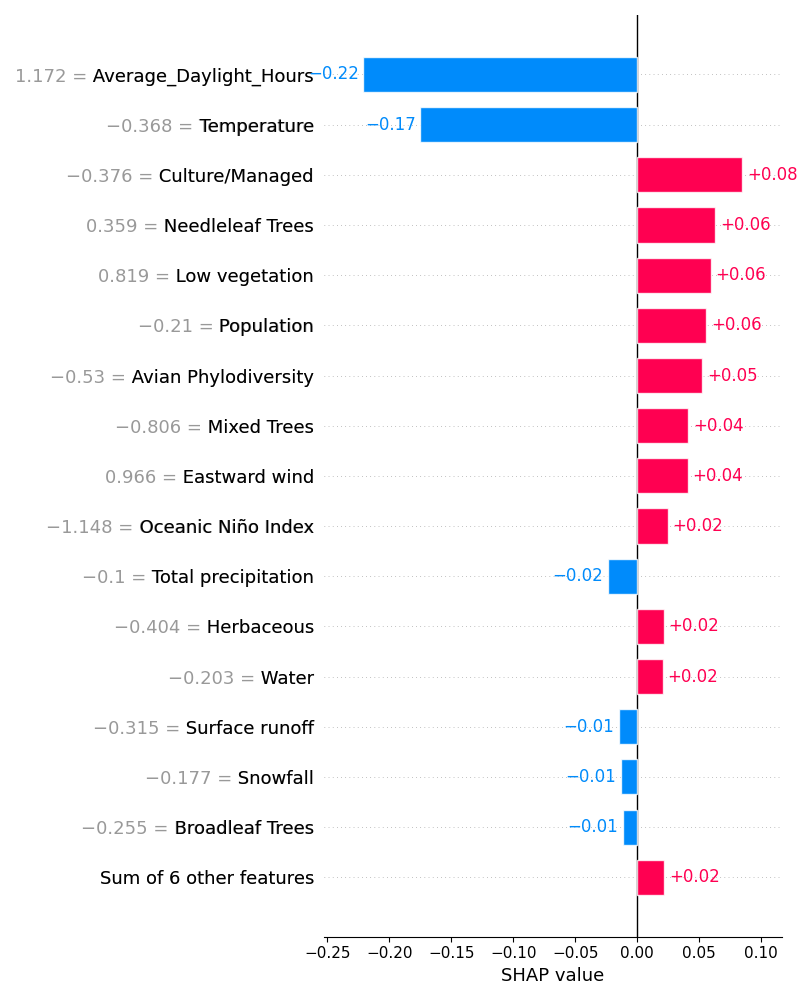 1.172 = Average_Daylight_Hours −0.22
−0.368 = Temperature −0.17
−0.376 = Culture/Managed +0.08
0.359 = Needleleaf Trees +0.06
0.819 = Low vegetation +0.06
−0.21 = Population +0.06
−0.53 = Avian Phylodiversity +0.05
−0.806 = Mixed Trees +0.04
0.966 = Eastward wind +0.04
−1.148 = Oceanic Niño Index +0.02
−0.1 = Total precipitation −0.02
−0.404 = Herbaceous +0.02
−0.203 = Water +0.02
−0.315 = Surface runoff −0.01
−0.177 = Snowfall −0.01
−0.255 = Broadleaf Trees −0.01
Sum of 6 other features +0.02
−0.25 −0.20 −0.15 −0.10 −0.05 0.00 0.05 0.10
SHAP value